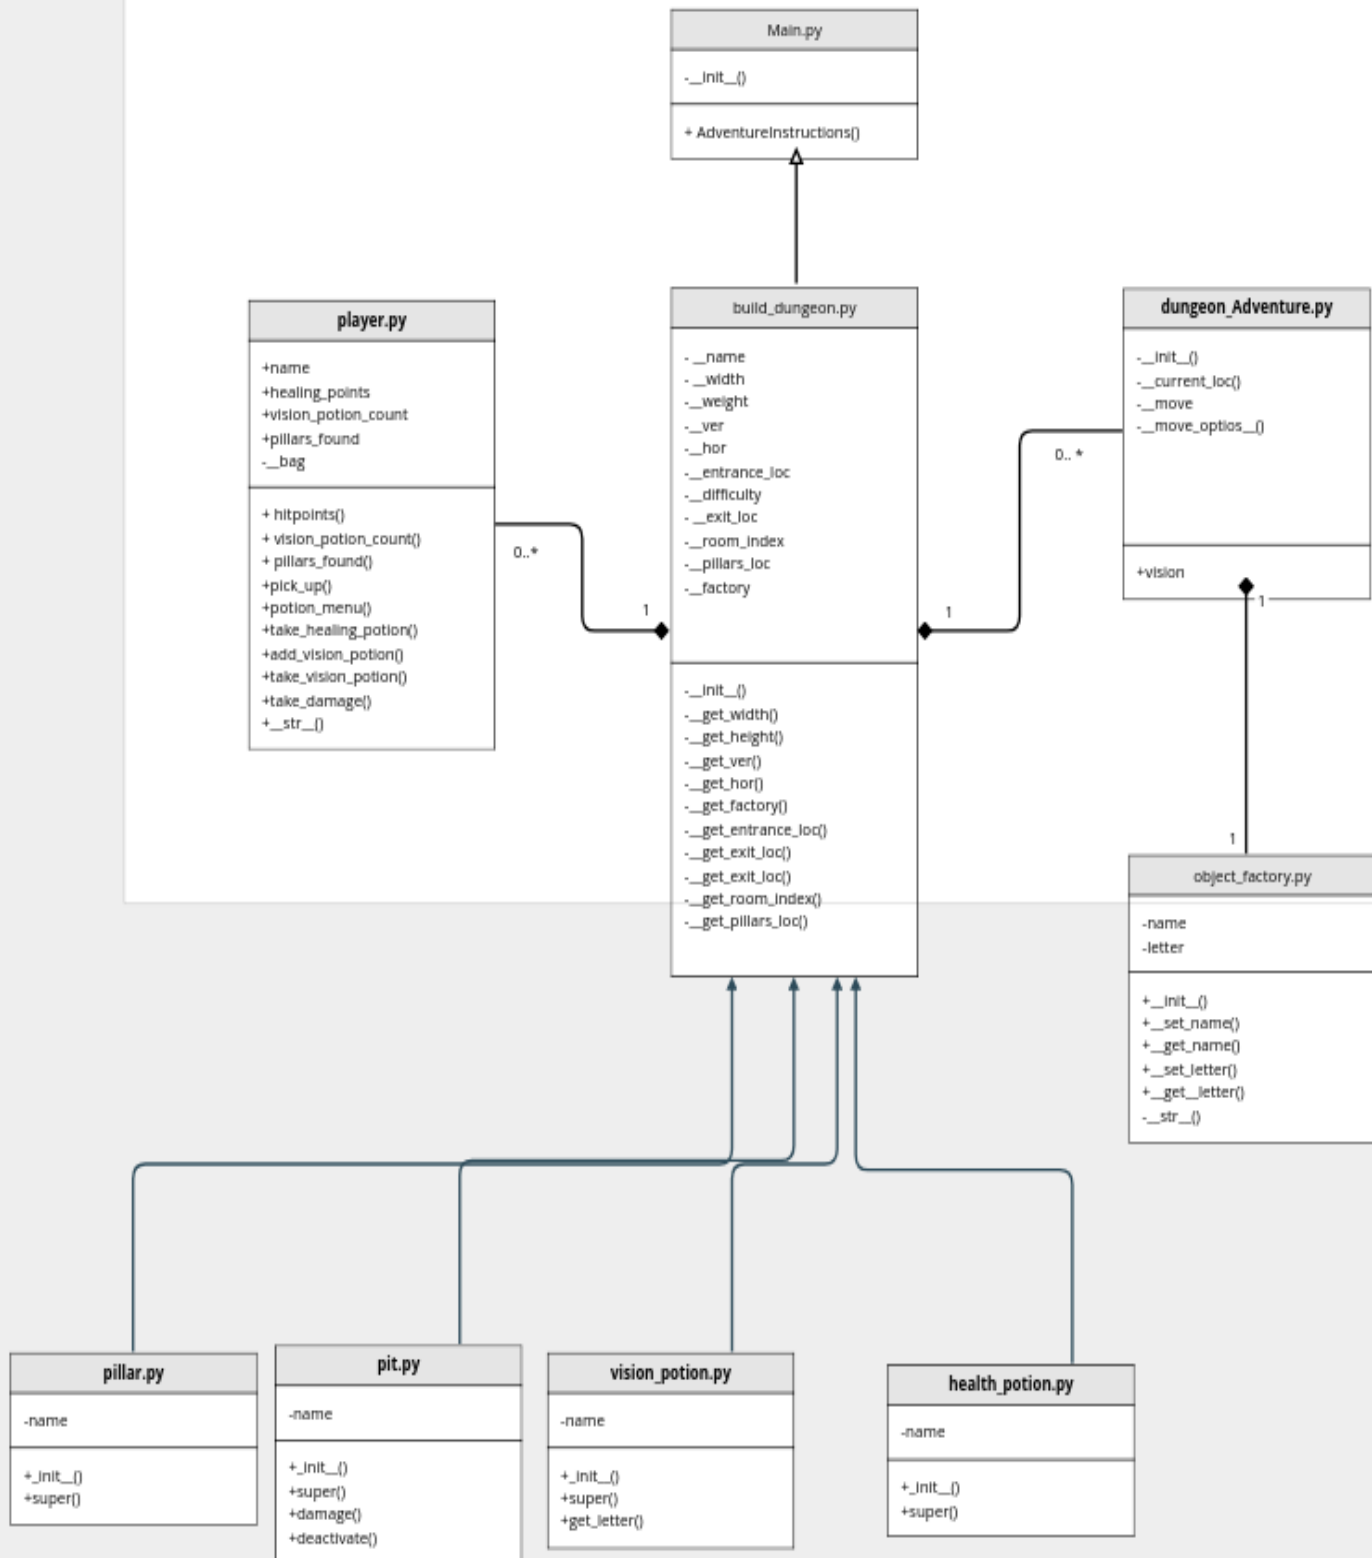 Main.py
-__init__()
+ AdventureInstructions()
player.py
+name
+healing_points
+vision_potion_count
+pillars_found
-__bag
+ hitpoints()
+ vision_potion_count()
+ pillars_found()
+pick_up()
+potion_menu()
+take_healing_potion()
+add_vision_potion()
+take_vision_potion()
+take_damage()
+__str__()
0..*
1
build_dungeon.py
- __name
- __width
-__weight
-__ver
-__hor
-__entrance_loc
-__difficulty
- __exit_loc
-__room_index
-__pillars_loc
-__factory
-__init__()
-__get_width()
-__get_height()
-__get_ver()
-__get_hor()
-__get_factory()
-__get_entrance_loc()
-__get_exit_loc()
-__get_exit_loc()
-__get_room_index()
-__get_pillars_loc()
1
0.. *
dungeon_Adventure.py
-__init__()
-__current_loc()
-__move
-__move_optios__()
+vision
1
1
object_factory.py
-name
-letter
+__init__()
+__set_name()
+__get_name()
+__set_letter()
+__get__letter()
-__str__()
pillar.py
-name
+_init__()
+super()
pit.py
-name
+_init__()
+super()
+damage()
+deactivate()
vision_potion.py
-name
+_init__()
+super()
+get_letter()
health_potion.py
-name
+_init__()
+super()